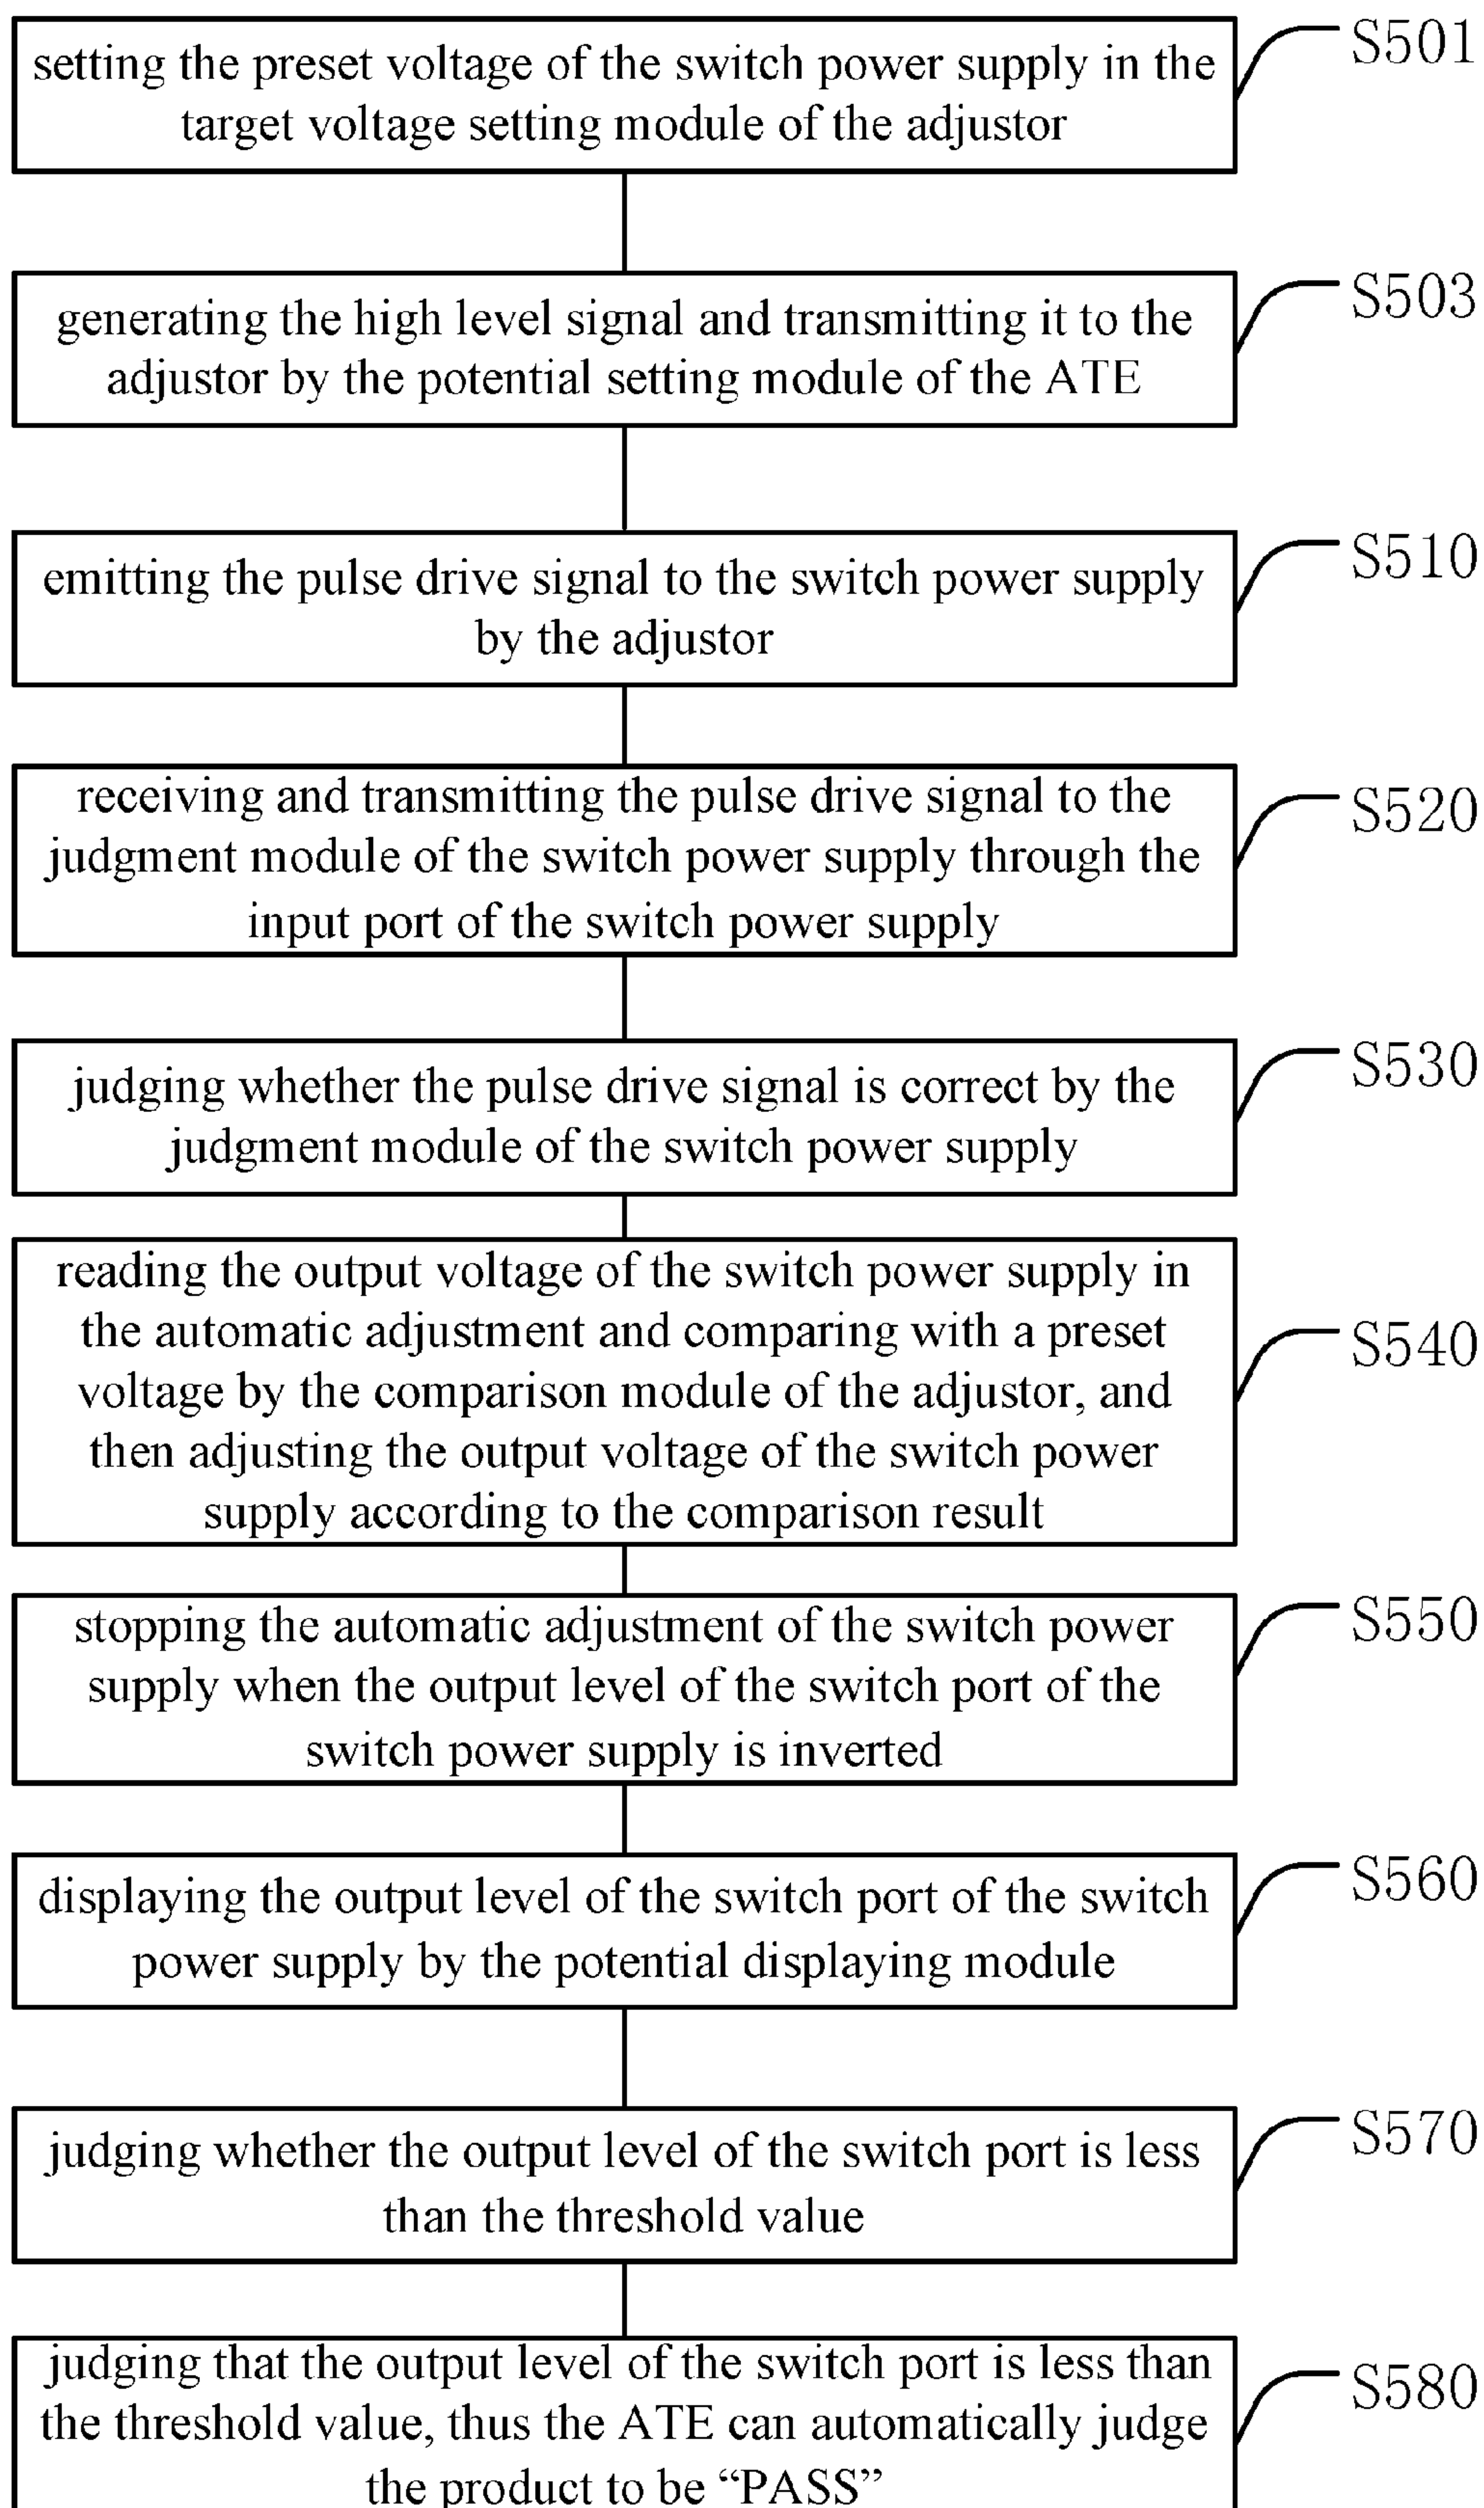 setting the preset voltage of the switch power supply in the
target voltage setting module of the adjustor
S501
generating the high level signal and transmitting it to the
adjustor by the potential setting module of the ATE
S503
emitting the pulse drive signal to the switch power supply
by the adjustor
S510
receiving and transmitting the pulse drive signal to the
judgment module of the switch power supply through the
input port of the switch power supply
S520
judging whether the pulse drive signal is correct by the
judgment module of the switch power supply
S530
reading the output voltage of the switch power supply in
the automatic adjustment and comparing with a preset
voltage by the comparison module of the adjustor, and
then adjusting the output voltage of the switch power
supply according to the comparison result
S540
stopping the automatic adjustment of the switch power
supply when the output level of the switch port of the
switch power supply is inverted
S550
displaying the output level of the switch port of the switch
power supply by the potential displaying module
S560
judging whether the output level of the switch port is less
than the threshold value
S570
judging that the output level of the switch port is less than
the threshold value, thus the ATE can automatically judge
the product to be “PASS”
S580